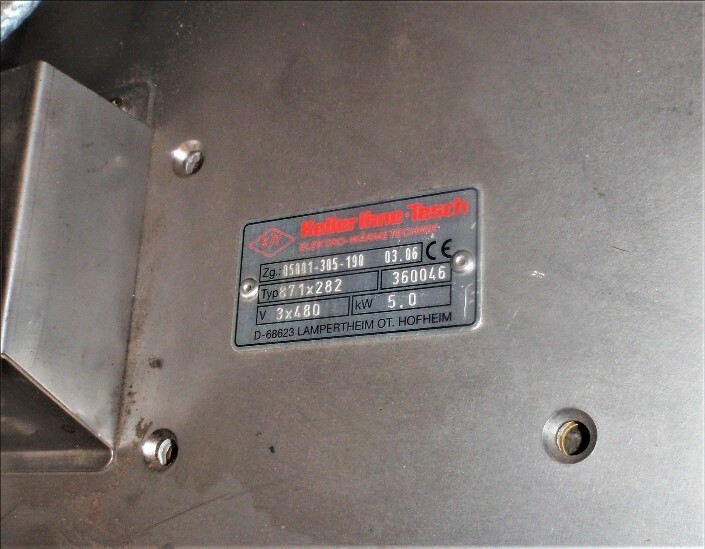 Keller Ihne·Tesch
ELEKTRO-WÄRMETECHNIK
Zg.: 05001-305-190 03.06 CE
Typ 871x282 360046
V 3x480 kW 5.0
D-68623 LAMPERTHEIM OT. HOFHEIM